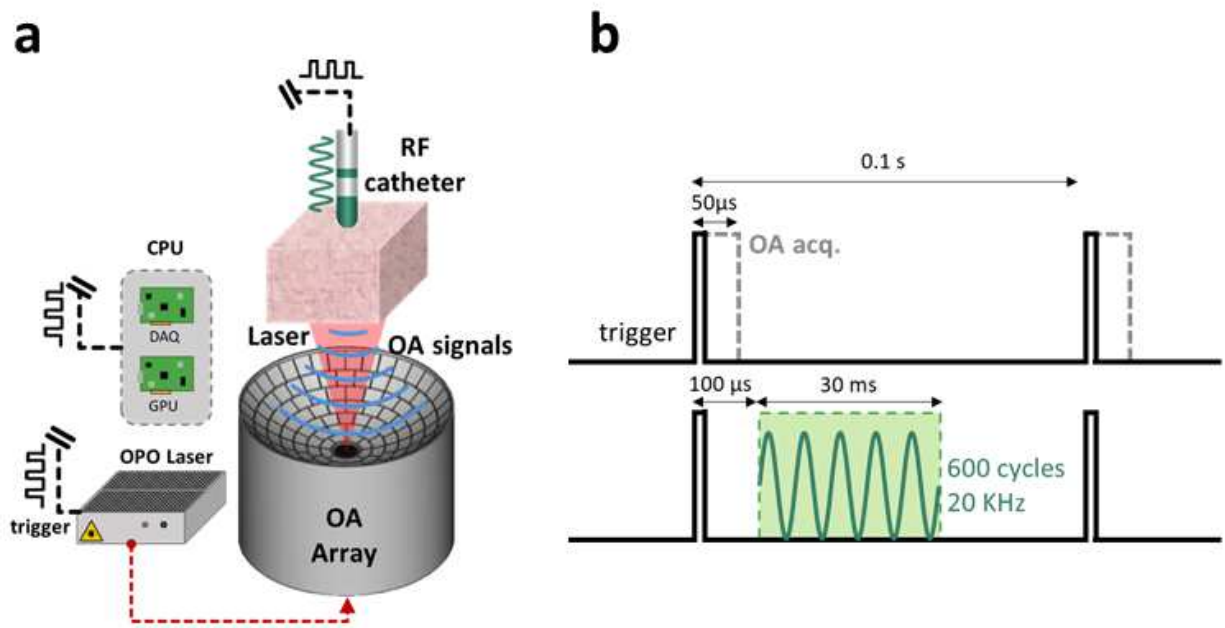 a
RF
catheter
CPU
DAQ
GPU
Laser
OA signals
OPO Laser
trigger
OA
Array
b
0.1 s
50µs
OA acq.
trigger
100 µs
30 ms
600 cycles
20 KHz